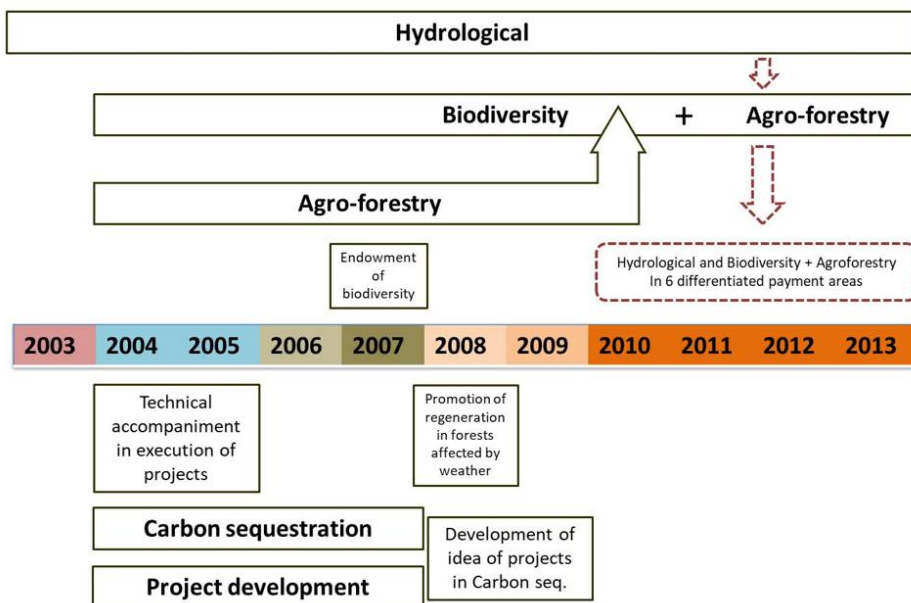 Hydrological
Biodiversity + Agro-forestry
Agro-forestry
Endowment
of
biodiversity
Hydrological and Biodiversity + Agroforestry
In 6 differentiated payment areas
2003 2004 2005 2006 2007 2008 2009 2010 2011 2012 2013
Technical
accompaniment
in execution of
projects
Promotion of
regeneration
in forests
affected by
weather
Carbon sequestration
Project development
Development of
idea of projects
in Carbon seq.